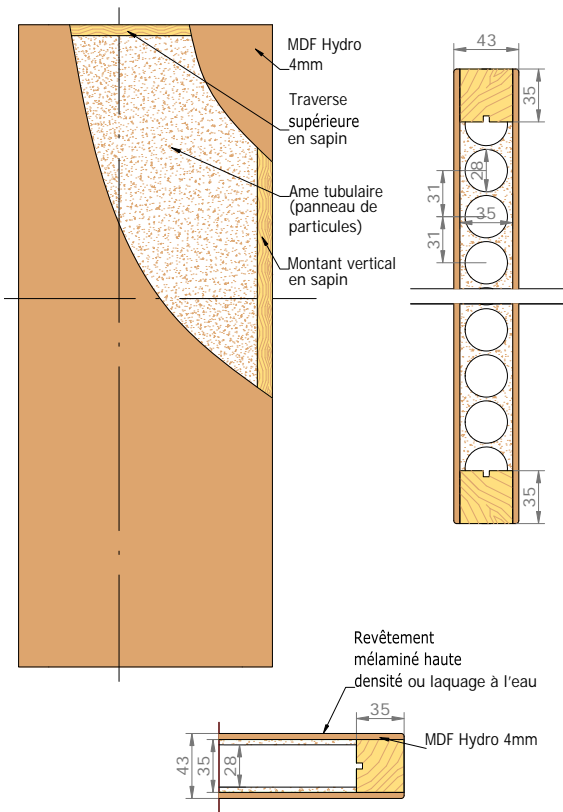 MDF Hydro
4mm
Traverse
supérieure
en sapin
Ame tubulaire
(panneau de
particules)
Montant vertical
en sapin
43
35
28
31
35
31
35
Revêtement
mélaminé haute
densité ou laquage à l'eau
35
MDF Hydro 4mm
43
35
28